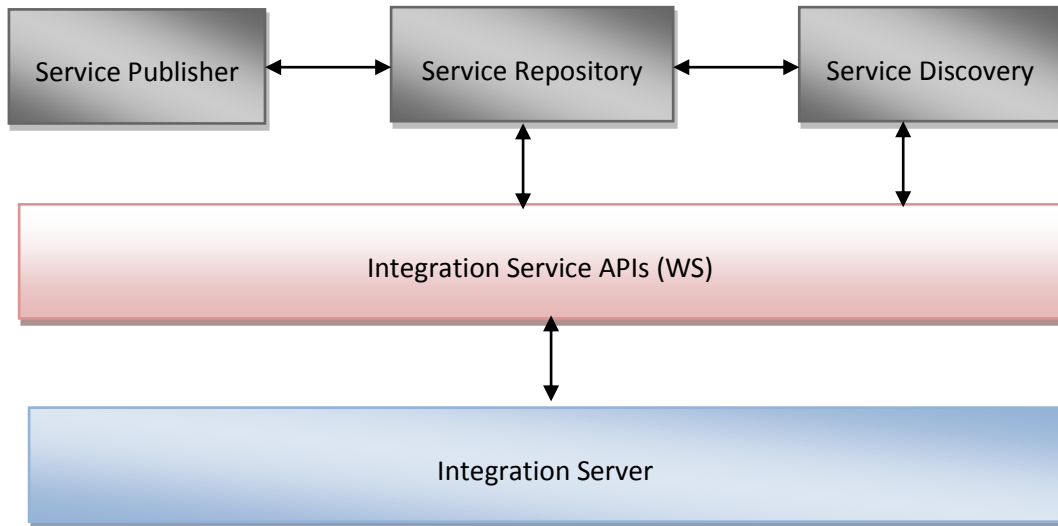 Service Publisher
Service Repository
Service Discovery
Integration Service APIs (WS)
Integration Server